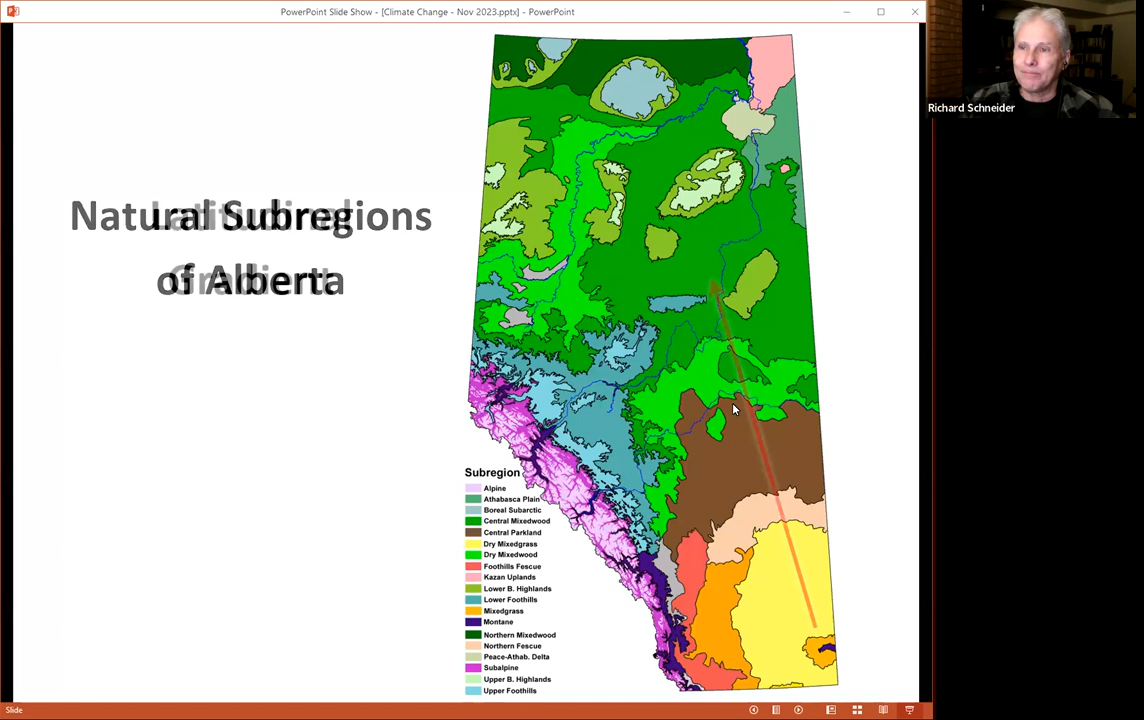 PowerPoint Slide Show - [Climate Change - Nov 2023.pptx] - PowerPoint
Richard Schneider
Natural Subregions
of Alberta
Latitudinal
Gradient
Subregion
Alpine
Athabasca Plain
Boreal Subarctic
Central Mixedwood
Central Parkland
Dry Mixedgrass
Dry Mixedwood
Foothills Fescue
Kazan Uplands
Lower B. Highlands
Lower Foothills
Mixedgrass
Montane
Northern Mixedwood
Northern Fescue
Peace-Athab. Delta
Subalpine
Upper B. Highlands
Upper Foothills
Slide